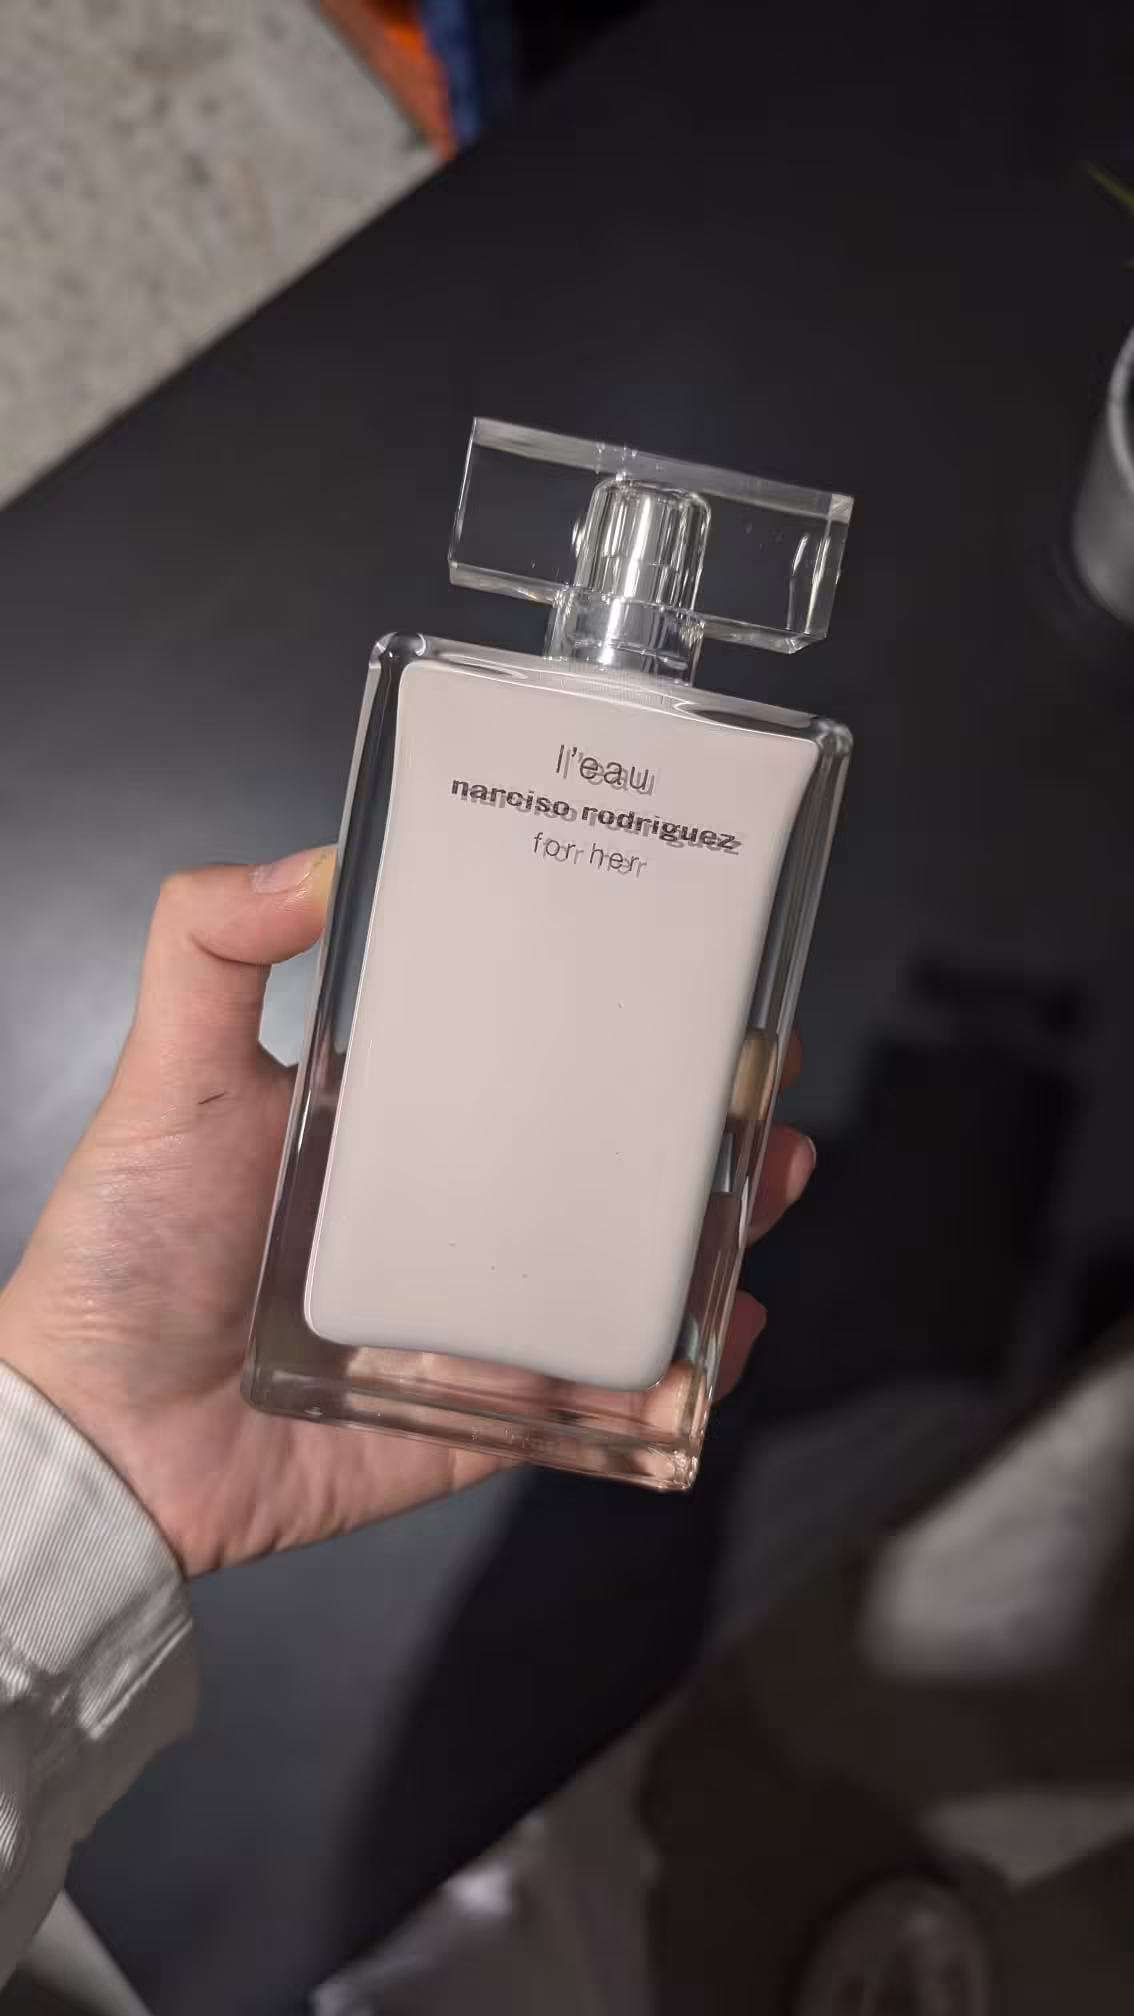 l'eau
narciso rodriguez
for her